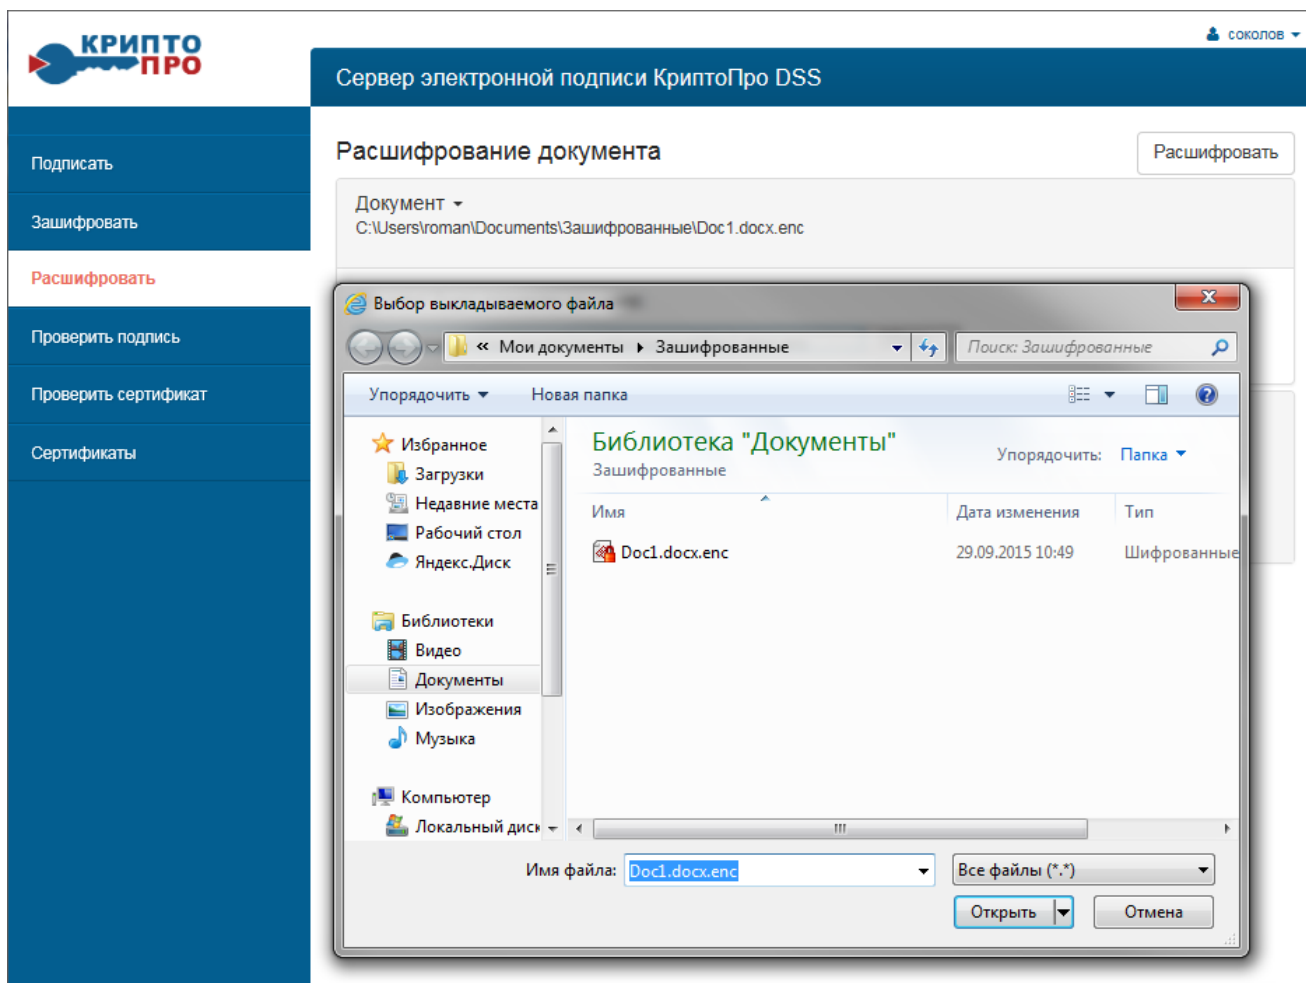 КРИПТО
ПРО
соколов
Сервер электронной подписи КриптоПро DSS
Подписать
Зашифровать
Расшифровать
Проверить подпись
Проверить сертификат
Сертификаты
Расшифрование документа
Расшифровать
Документ
C:\Users\roman\Documents\Зашифрованные\Doc1.docx.enc
Выбор выкладываемого файла
« Мои документы Зашифрованные
Поиск: Зашифрованные
Упорядочить Новая папка
Избранное
Загрузки
Недавние места
Рабочий стол
Яндекс.Диск
Библиотеки
Видео
Документы
Изображения
Музыка
Компьютер
Локальный диск
Библиотека "Документы"
Зашифрованные
Упорядочить: Папка
Имя Дата изменения Тип
Doc1.docx.enc 29.09.2015 10:49 Шифрованные
Имя файла: Doc1.docx.enc
Все файлы (*.*)
Открыть Отмена